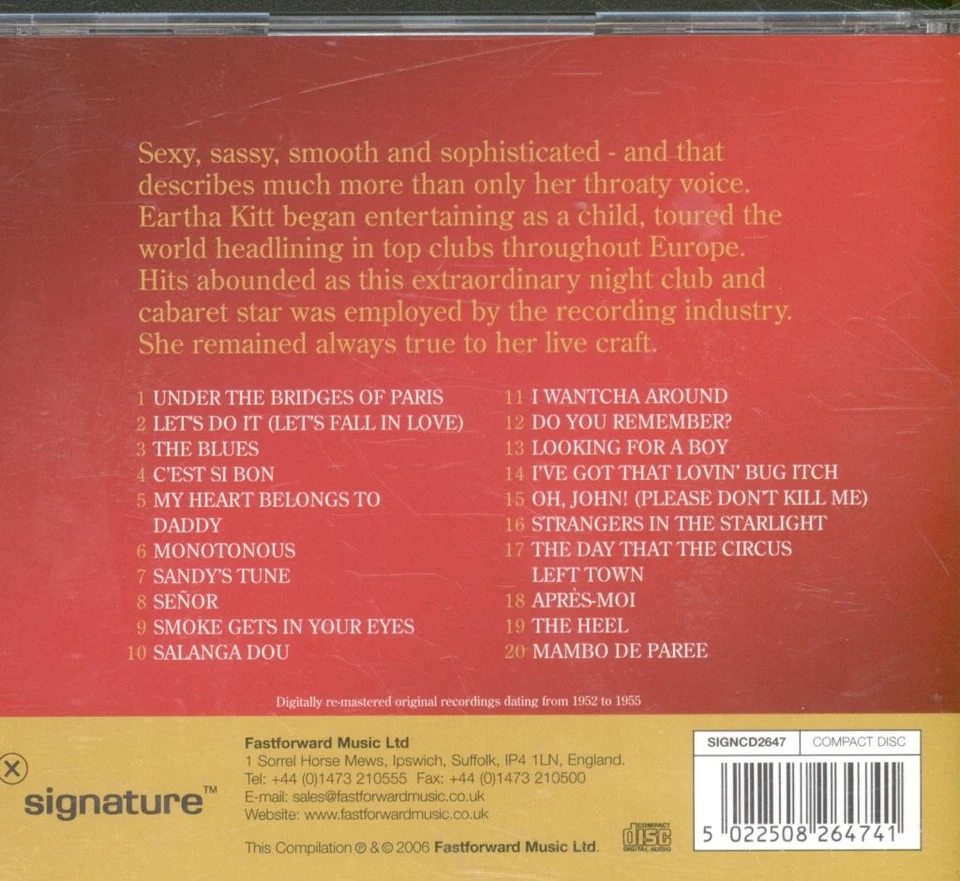 Sexy, sassy, smooth and sophisticated - and that
describes much more than only her throaty voice.
Eartha Kitt began entertaining as a child, toured the
world headlining in top clubs throughout Europe.
Hits abounded as this extraordinary night club and
cabaret star was employed by the recording industry.
She remained always true to her live craft.
1 UNDER THE BRIDGES OF PARIS
2 LET'S DO IT (LET'S FALL IN LOVE)
3 THE BLUES
4 C'EST SI BON
5 MY HEART BELONGS TO
DADDY
6 MONOTONOUS
7 SANDY'S TUNE
8 SEÑOR
9 SMOKE GETS IN YOUR EYES
10 SALANGA DOU
11 I WANTCHA AROUND
12 DO YOU REMEMBER?
13 LOOKING FOR A BOY
14 I'VE GOT THAT LOVIN' BUG ITCH
15 OH, JOHN! (PLEASE DON'T KILL ME)
16 STRANGERS IN THE STARLIGHT
17 THE DAY THAT THE CIRCUS
LEFT TOWN
18 APRÈS-MOI
19 THE HEEL
20 MAMBO DE PAREE
Digitally re-mastered original recordings dating from 1952 to 1955
signature™
Fastforward Music Ltd
1 Sorrel Horse Mews, Ipswich, Suffolk, IP4 1LN, England.
Tel: +44 (0)1473 210555 Fax: +44 (0)1473 210500
E-mail: sales@fastforwardmusic.co.uk
Website: www.fastforwardmusic.co.uk
This Compilation ℗ & © 2006 Fastforward Music Ltd.
COMPACT
disc
DIGITAL AUDIO
SIGNCD2647 COMPACT DISC
5 022508 264741